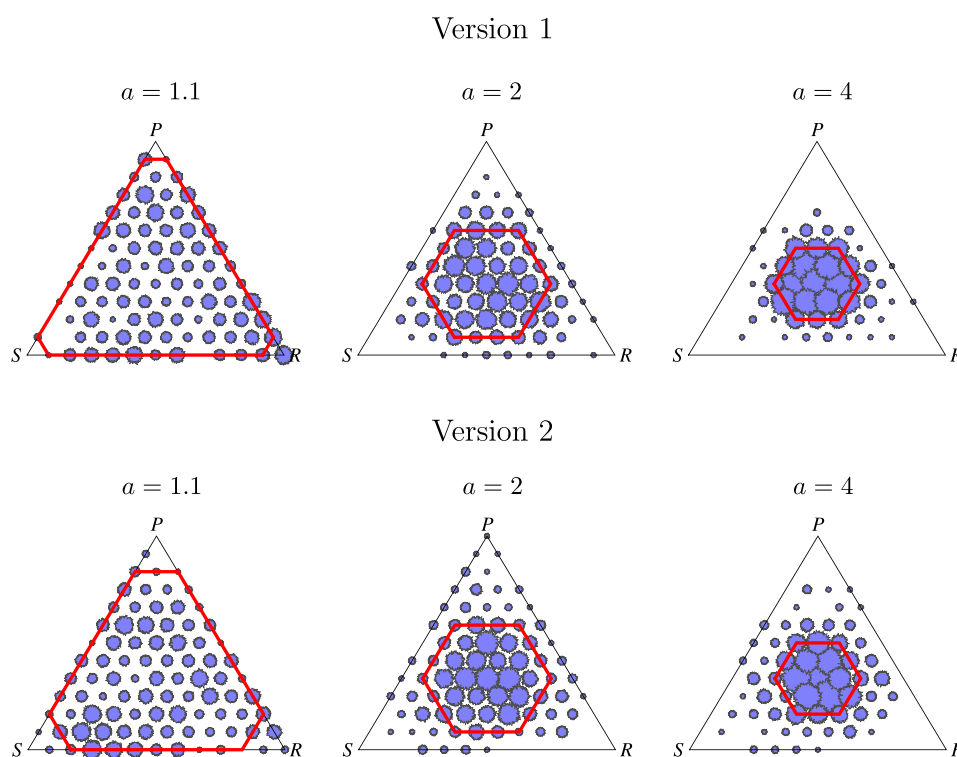 Version 1
a = 1.1 a = 2 a = 4
P P P
S R S R S R
Version 2
a = 1.1 a = 2 a = 4
P P P
S R S R S R